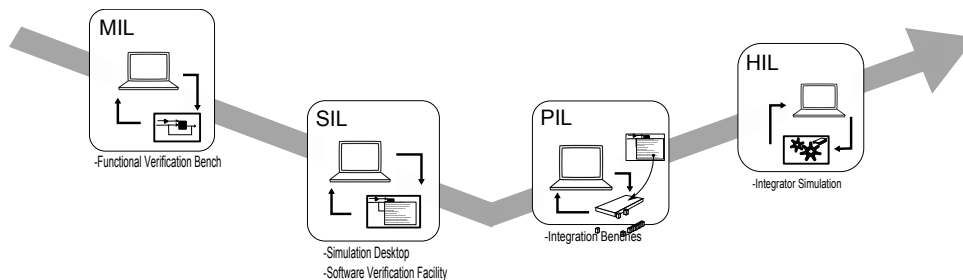 MIL
-Functional Verification Bench
SIL
-Simulation Desktop
-Software Verification Facility
PIL
-Integration Benches
HIL
-Integrator Simulation